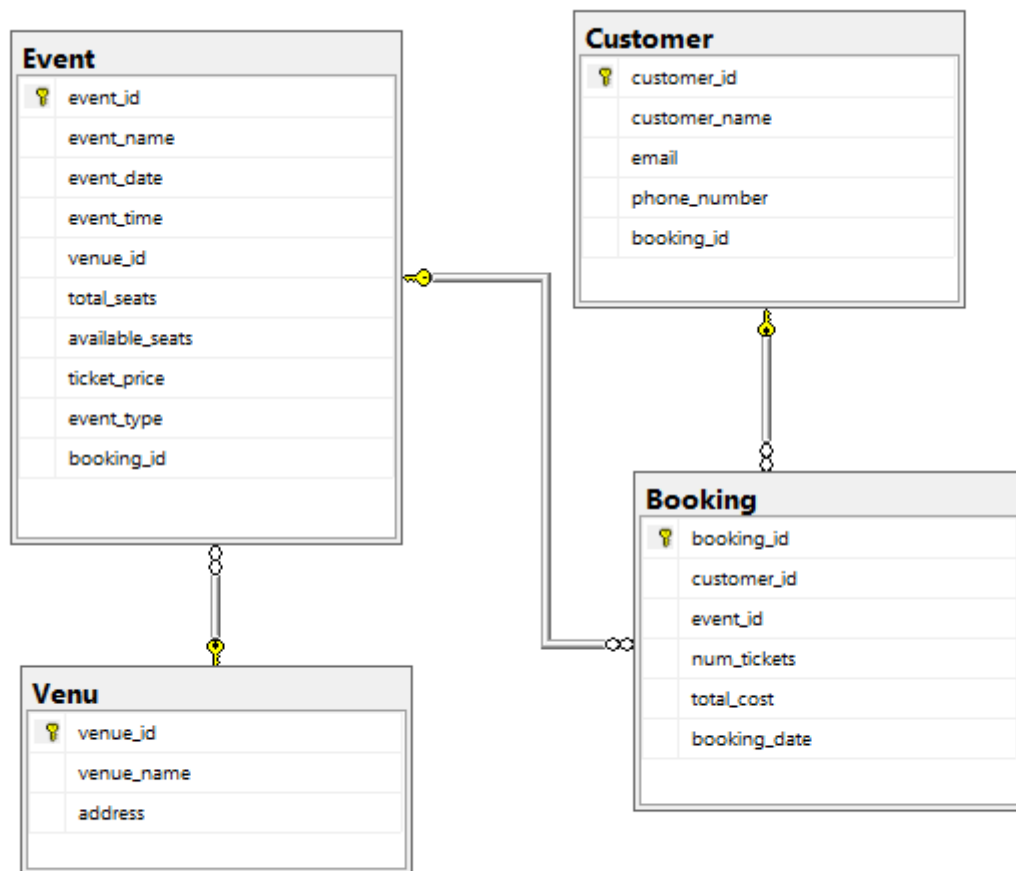 Event
event_id
event_name
event_date
event_time
venue_id
total_seats
available_seats
ticket_price
event_type
booking_id
Customer
customer_id
customer_name
email
phone_number
booking_id
Booking
booking_id
customer_id
event_id
num_tickets
total_cost
booking_date
Venu
venue_id
venue_name
address